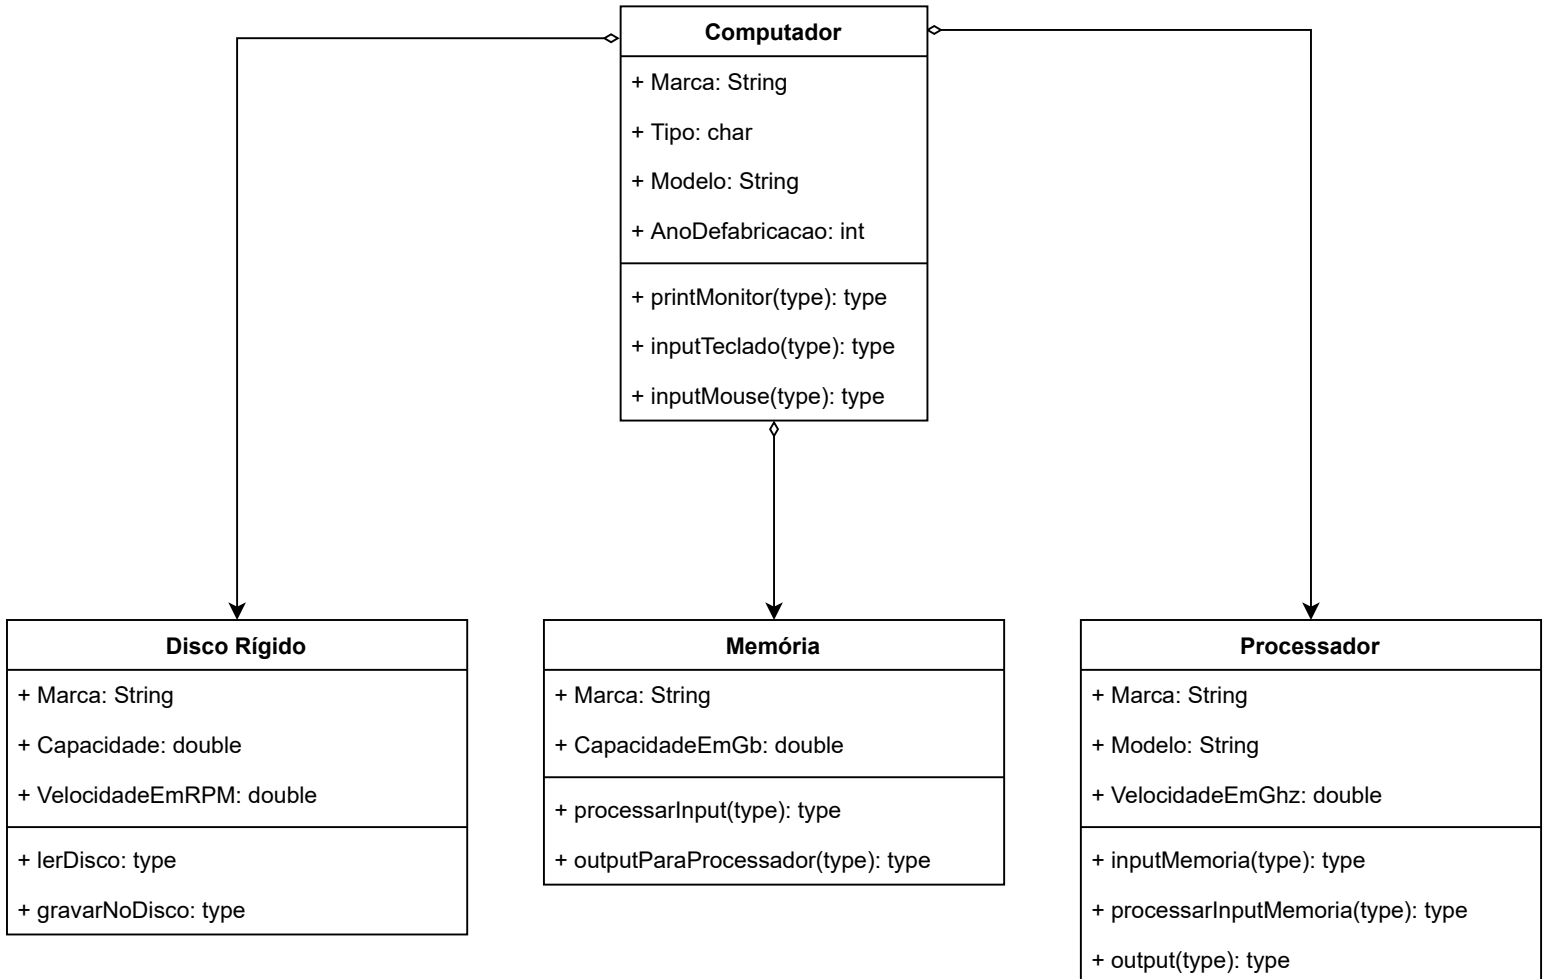 Computador
+ Marca: String
+ Tipo: char
+ Modelo: String
+ AnoDefabricacao: int
+ printMonitor(type): type
+ inputTeclado(type): type
+ inputMouse(type): type
Disco Rígido
+ Marca: String
+ Capacidade: double
+ VelocidadeEmRPM: double
+ lerDisco: type
+ gravarNoDisco: type
Memória
+ Marca: String
+ CapacidadeEmGb: double
+ processarInput(type): type
+ outputParaProcessador(type): type
Processador
+ Marca: String
+ Modelo: String
+ VelocidadeEmGhz: double
+ inputMemoria(type): type
+ processarInputMemoria(type): type
+ output(type): type